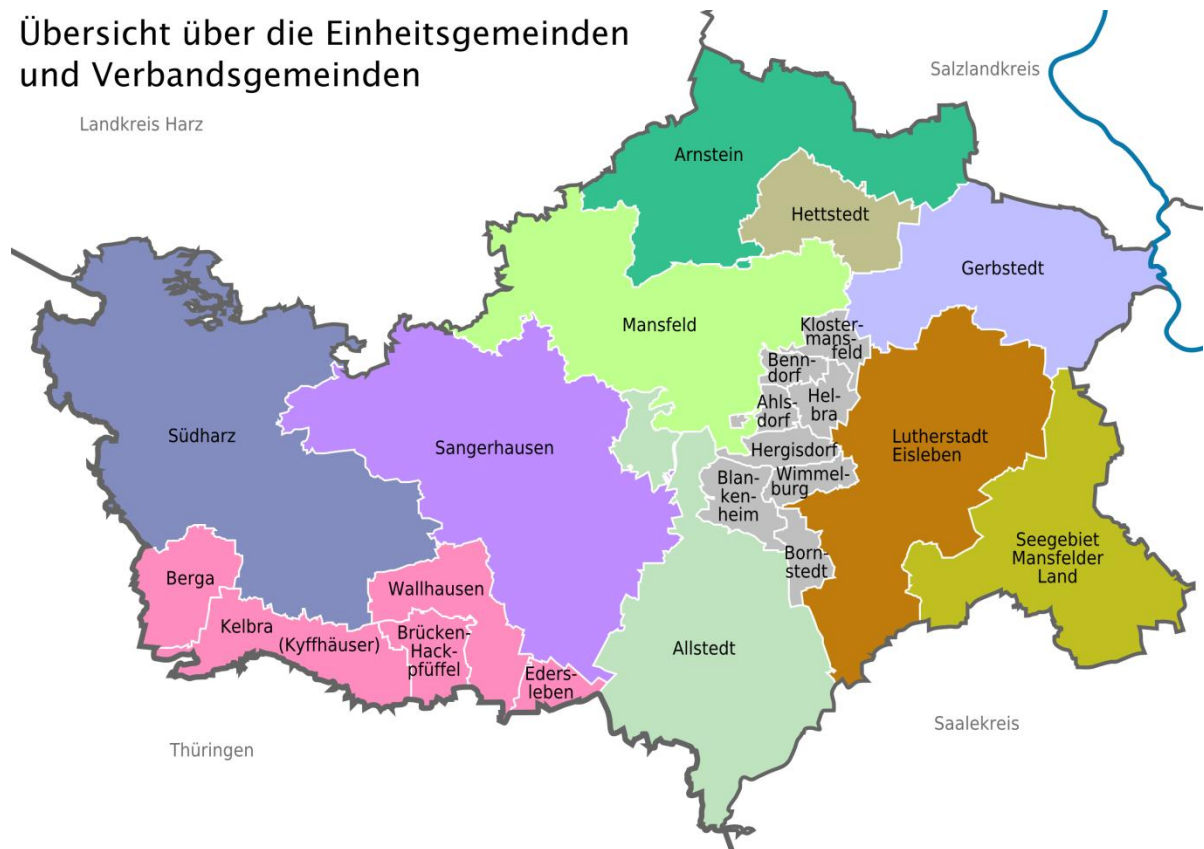 Übersicht über die Einheitsgemeinden
und Verbandsgemeinden
Salzlandkreis
Landkreis Harz
Arnstein
Hettstedt
Gerbstedt
Mansfeld
Kloster-
mans-
feld
Benn-
dorf
Ahls-
dorf
Hel-
bra
Südharz
Sangerhausen
Hergisdorf
Lutherstadt
Eisleben
Wimmel-
burg
Blan-
ken-
heim
Born-
stedt
Seegebiet
Mansfelder
Land
Berga
Wallhausen
Kelbra
(Kyffhäuser)
Brücken-
Hack-
pfüffel
Eders-
leben
Allstedt
Thüringen
Saalekreis